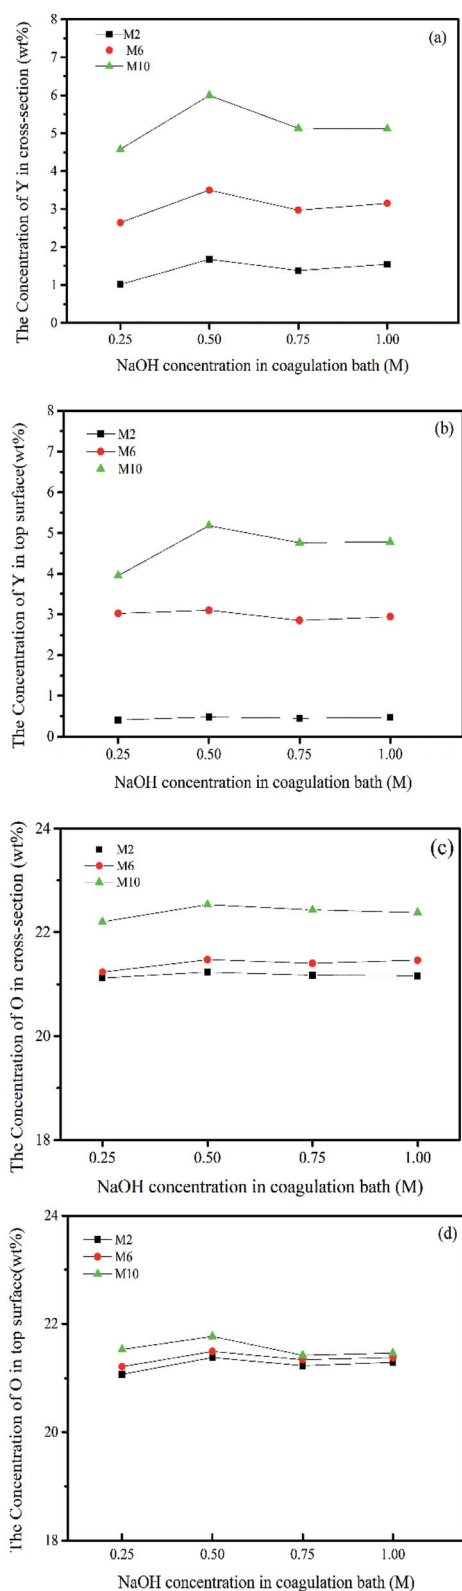 (a)
M2
M6
M10
The Concentration of Y in cross-section (wt%)
8
7
6
5
4
3
2
1
0
0.25 0.50 0.75 1.00
NaOH concentration in coagulation bath (M)
(b)
M2
M6
M10
The Concentration of Y in top surface(wt%)
8
7
6
5
4
3
2
1
0
0.25 0.50 0.75 1.00
NaOH concentration in coagulation bath (M)
(c)
M2
M6
M10
The Concentration of O in cross-section (wt%)
24
22
20
18
0.25 0.50 0.75 1.00
NaOH concentration in coagulation bath (M)
(d)
M2
M6
M10
The Concentration of O in top surface(wt%)
24
22
20
18
0.25 0.50 0.75 1.00
NaOH concentration in coagulation bath (M)